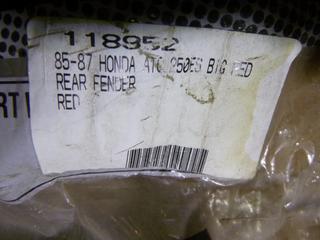 118952
85-87 HONDA ATC 250ES BIG RED
REAR FENDER
RED